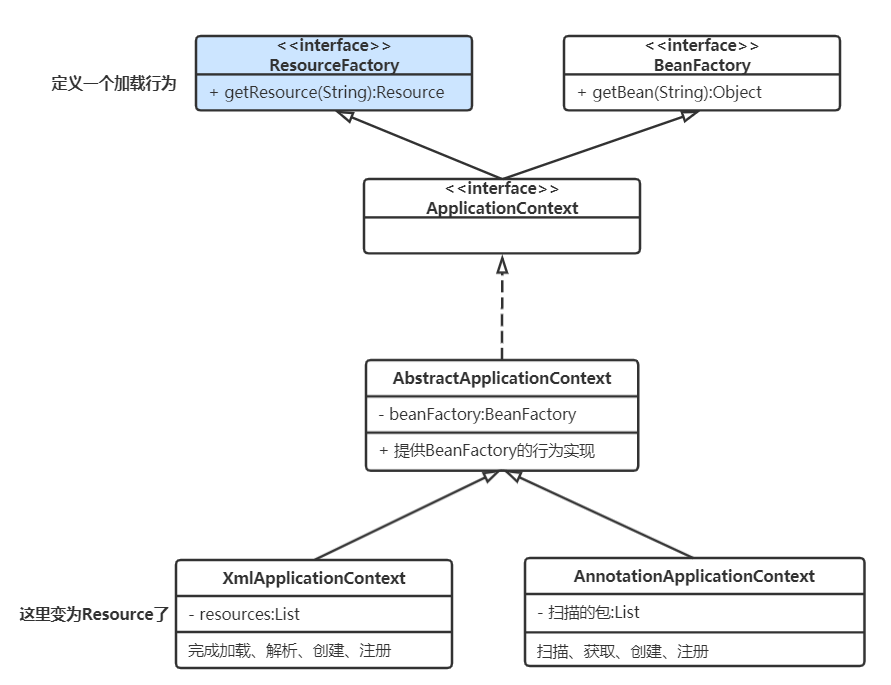 <<interface>>
ResourceFactory
+ getResource(String):Resource
定义一个加载行为
<<interface>>
BeanFactory
+ getBean(String):Object
<<interface>>
ApplicationContext
AbstractApplicationContext
- beanFactory:BeanFactory
+ 提供BeanFactory的行为实现
XmlApplicationContext
- resources:List
完成加载、解析、创建、注册
这里变为Resource了
AnnotationApplicationContext
- 扫描的包:List
扫描、获取、创建、注册